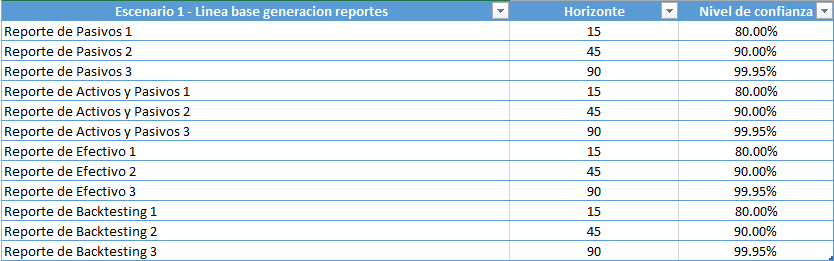 Escenario 1 - Linea base generacion reportes Horizonte Nivel de confianza
Reporte de Pasivos 1 15 80.00%
Reporte de Pasivos 2 45 90.00%
Reporte de Pasivos 3 90 99.95%
Reporte de Activos y Pasivos 1 15 80.00%
Reporte de Activos y Pasivos 2 45 90.00%
Reporte de Activos y Pasivos 3 90 99.95%
Reporte de Efectivo 1 15 80.00%
Reporte de Efectivo 2 45 90.00%
Reporte de Efectivo 3 90 99.95%
Reporte de Backtesting 1 15 80.00%
Reporte de Backtesting 2 45 90.00%
Reporte de Backtesting 3 90 99.95%